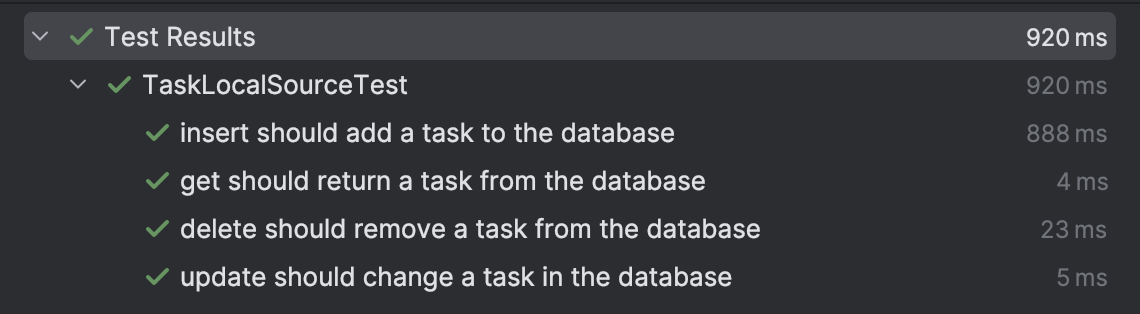 Test Results 920 ms
TaskLocalSourceTest 920 ms
insert should add a task to the database 888 ms
get should return a task from the database 4 ms
delete should remove a task from the database 23 ms
update should change a task in the database 5 ms